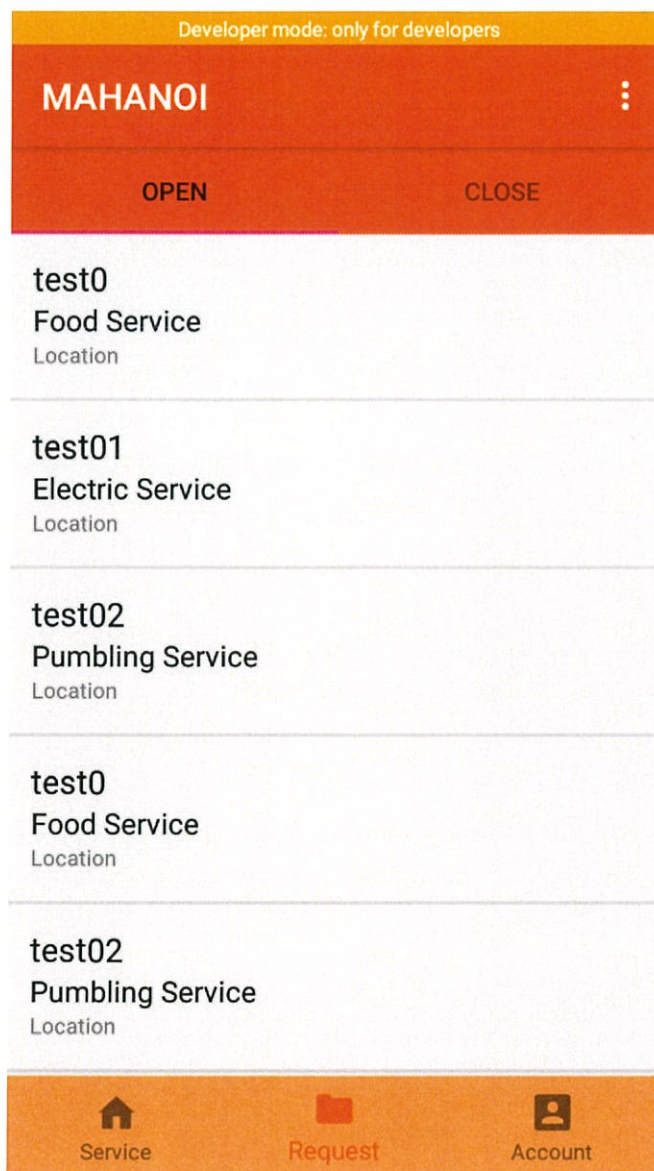 Developer mode: only for developers
MAHANOI
OPEN
CLOSE
test0
Food Service
Location
test01
Electric Service
Location
test02
Pumbling Service
Location
test0
Food Service
Location
test02
Pumbling Service
Location
Service
Request
Account